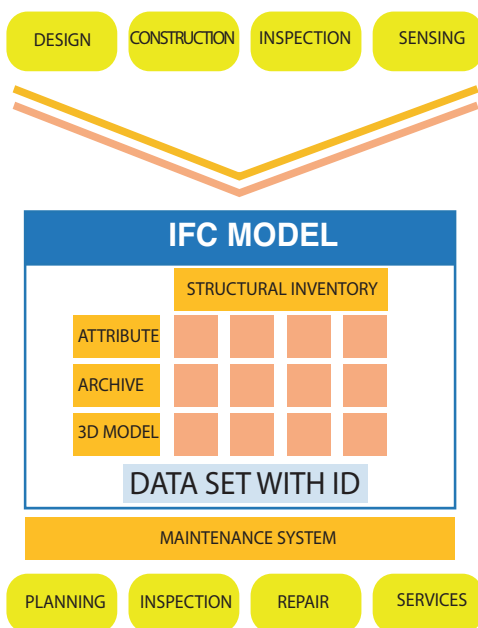 DESIGN CONSTRUCTION INSPECTION SENSING
IFC MODEL
STRUCTURAL INVENTORY
ATTRIBUTE
ARCHIVE
3D MODEL
DATA SET WITH ID
MAINTENANCE SYSTEM
PLANNING INSPECTION REPAIR SERVICES